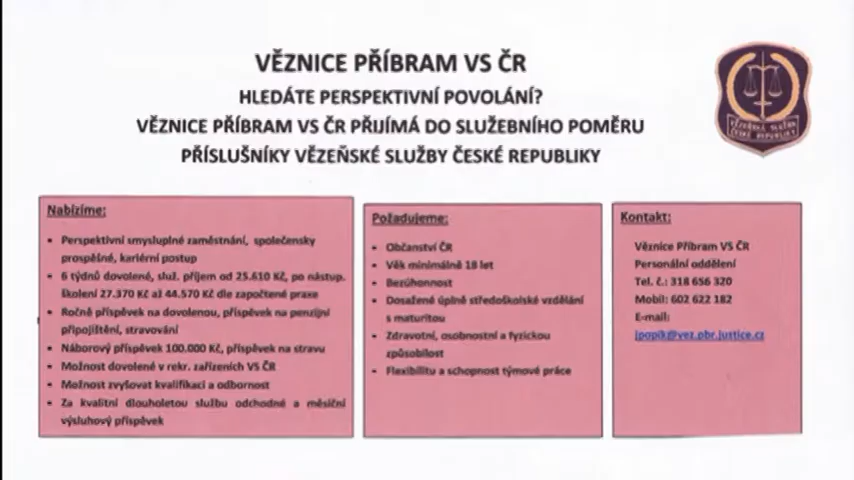 VĚZNICE PŘÍBRAM VS ČR
HLEDÁTE PERSPEKTIVNÍ POVOLÁNÍ?
VĚZNICE PŘÍBRAM VS ČR PŘIJÍMÁ DO SLUŽEBNÍHO POMĚRU
PŘÍSLUŠNÍKY VĚZEŇSKÉ SLUŽBY ČESKÉ REPUBLIKY
VĚZEŇSKÁ SLUŽBA
ČESKÉ REPUBLIKY
Nabízíme:
• Perspektivní smysluplné zaměstnání, společensky
prospěšné, kariérní postup
• 6 týdnů dovolené, služ. příjem od 25.610 Kč, po nástup.
školení 27.370 Kč až 44.570 Kč dle započtené praxe
• Ročně příspěvek na dovolenou, příspěvek na penzijní
připojištění, stravování
• Náborový příspěvek 100.000 Kč, příspěvek na stravu
• Možnost dovolené v rekr. zařízeních VS ČR
• Možnost zvyšovat kvalifikaci a odbornost
• Za kvalitní dlouholetou službu odchodné a měsíční
výsluhový příspěvek
Požadujeme:
• Občanství ČR
• Věk minimálně 18 let
• Bezúhonnost
• Dosažené úplné středoškolské vzdělání
s maturitou
• Zdravotní, osobnostní a fyzickou
způsobilost
• Flexibilitu a schopnost týmové práce
Kontakt:
Věznice Příbram VS ČR
Personální oddělení
Tel. č.: 318 656 320
Mobil: 602 622 182
E-mail:
jpopik@vez.pbr.justice.cz